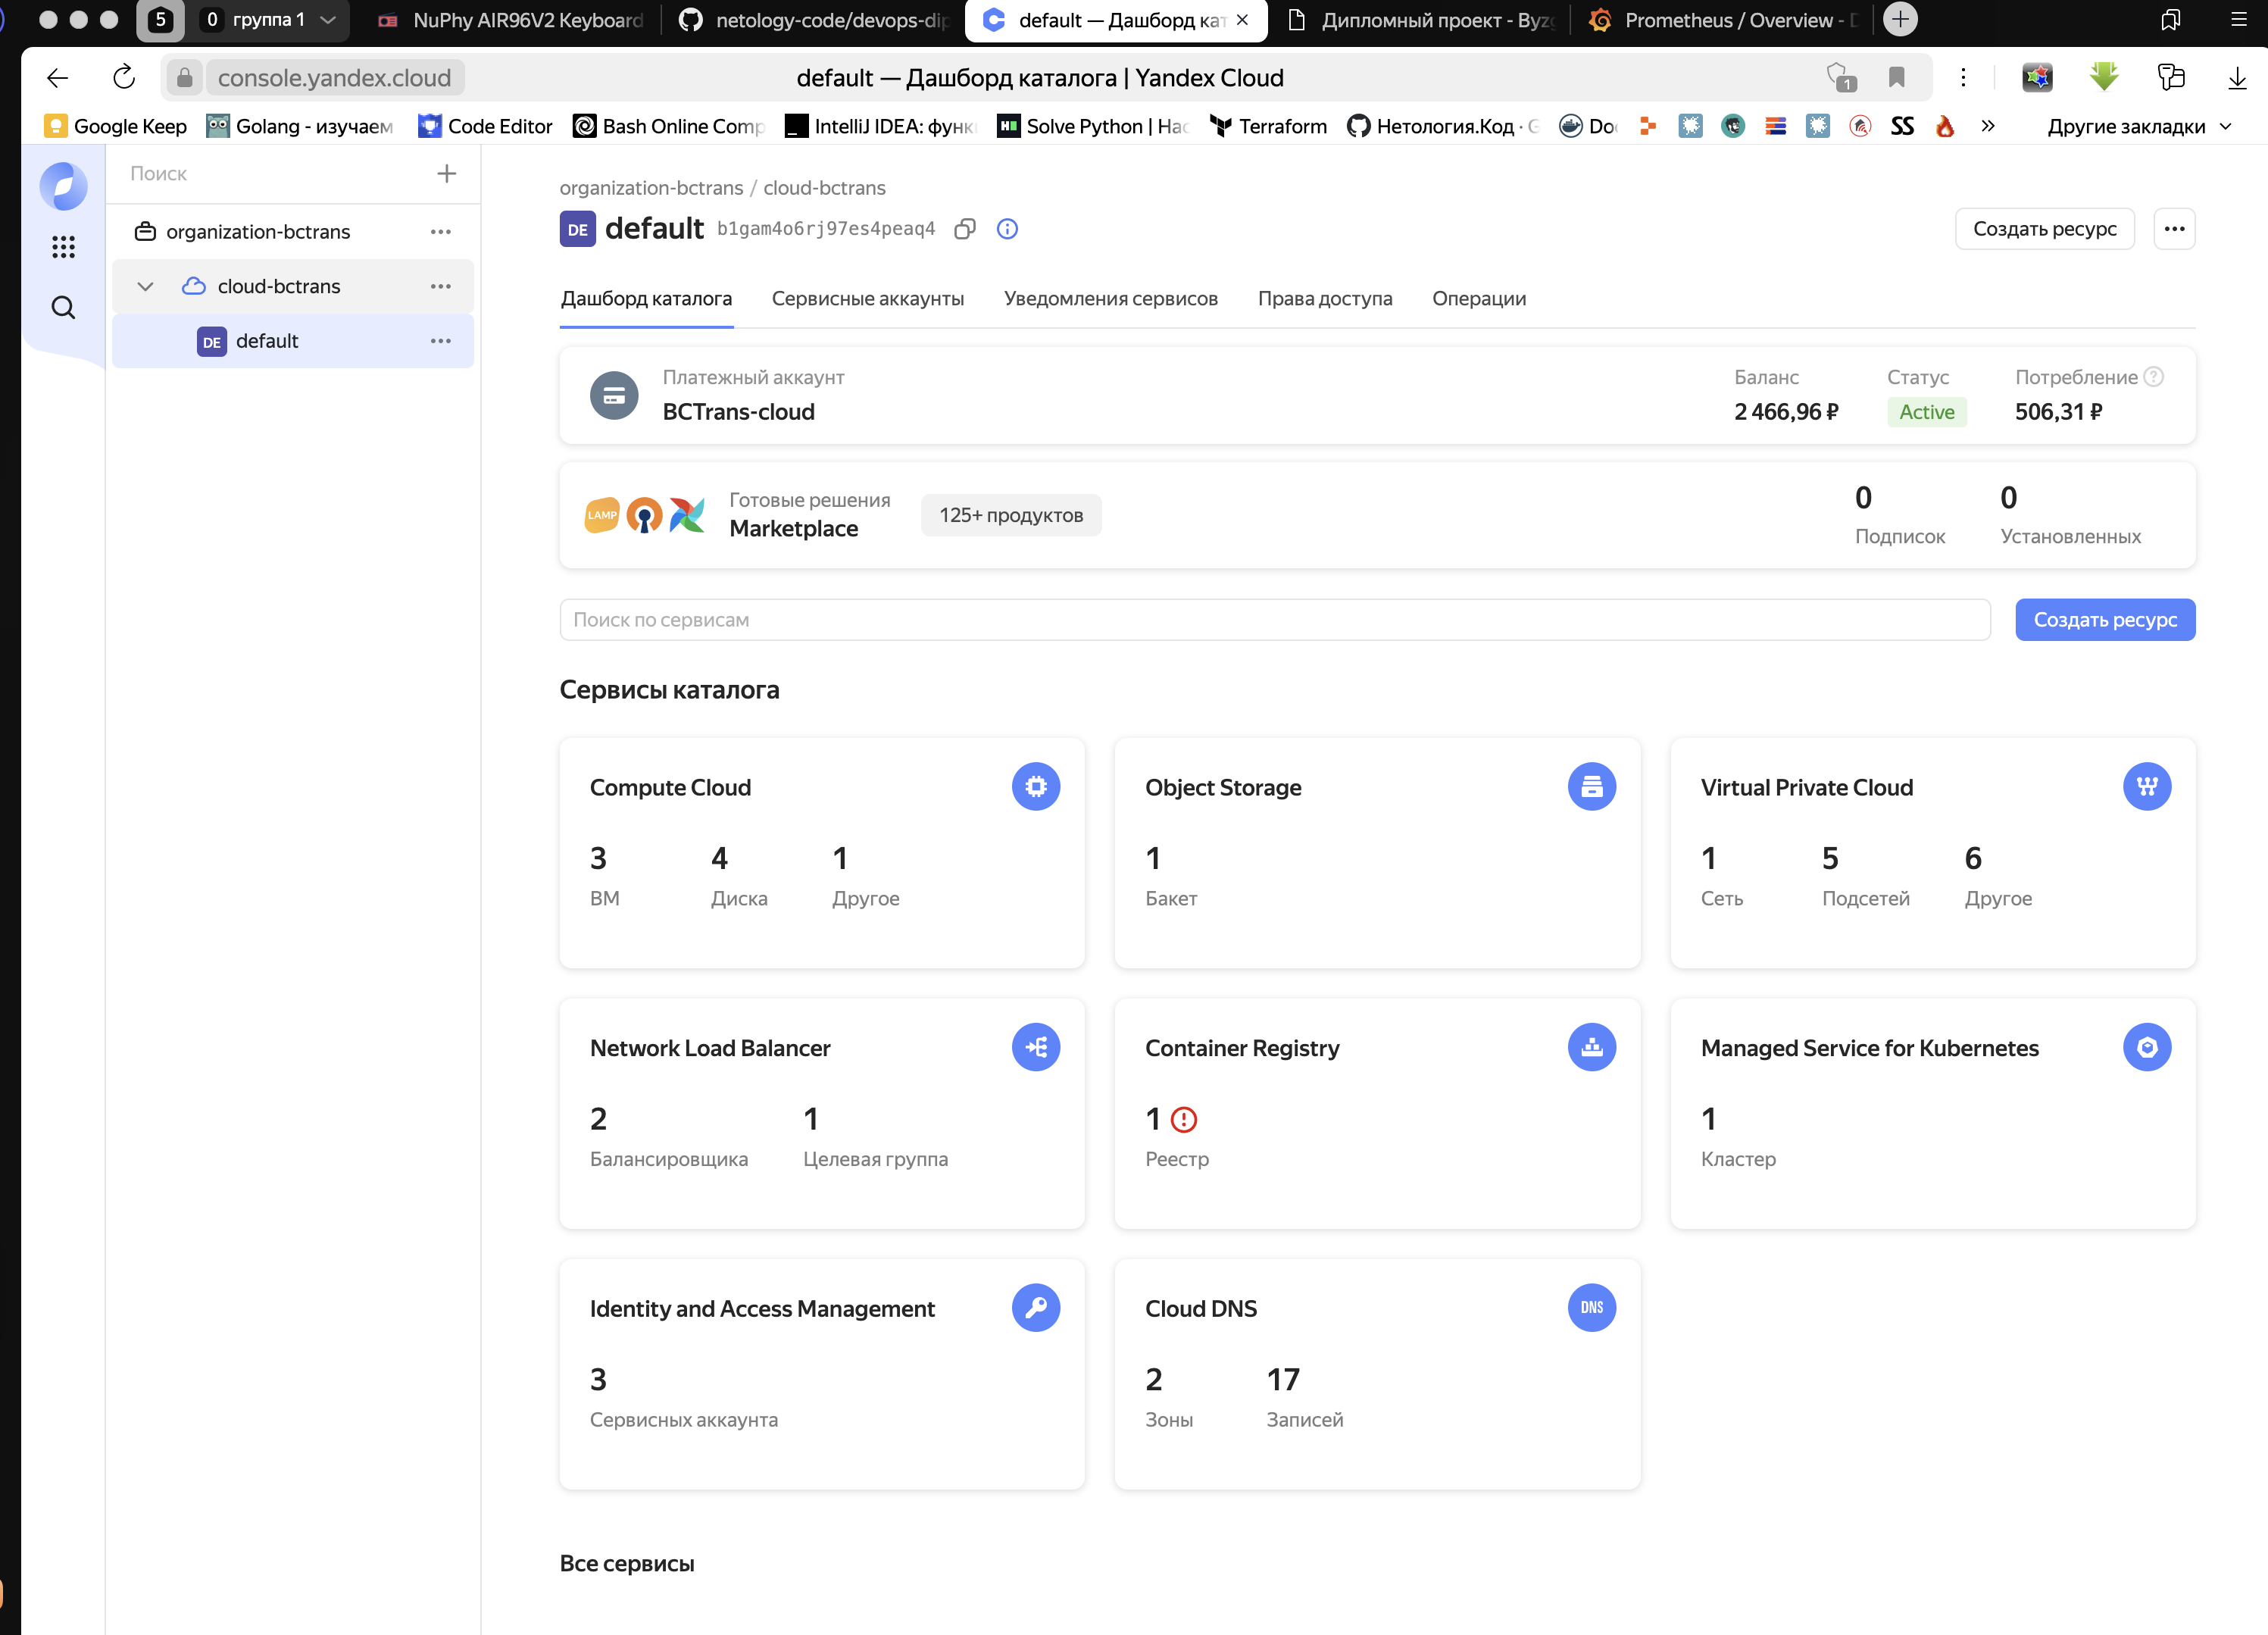 5
0 группа 1
NuPhy AIR96V2 Keyboard
netology-code/devops-dip
default — Дашборд кат
Дипломный проект - Byz
Prometheus / Overview - D
console.yandex.cloud
default — Дашборд каталога | Yandex Cloud
1
Google Keep
Golang - изучаем
Code Editor
Bash Online Comp
IntelliJ IDEA: функ
Solve Python | Hac
Terraform
Нетология.Код · G
Doc
SS
»
Другие закладки
Поиск
organization-bctrans
cloud-bctrans
DE default
organization-bctrans / cloud-bctrans
DE default b1gam4o6rj97es4peaq4
Создать ресурс
Дашборд каталога
Сервисные аккаунты
Уведомления сервисов
Права доступа
Операции
Платежный аккаунт
BCTrans-cloud
Баланс
2 466,96 ₽
Статус
Active
Потребление
506,31 ₽
LAMP
Готовые решения
Marketplace
125+ продуктов
0
Подписок
0
Установленных
Поиск по сервисам
Создать ресурс
Сервисы каталога
Compute Cloud
3 4 1
ВМ Диска Другое
Object Storage
1
Бакет
Virtual Private Cloud
1 5 6
Сеть Подсетей Другое
Network Load Balancer
2 1
Балансировщика Целевая группа
Container Registry
1
Реестр
Managed Service for Kubernetes
1
Кластер
Identity and Access Management
3
Сервисных аккаунта
Cloud DNS
DNS
2 17
Зоны Записей
Все сервисы